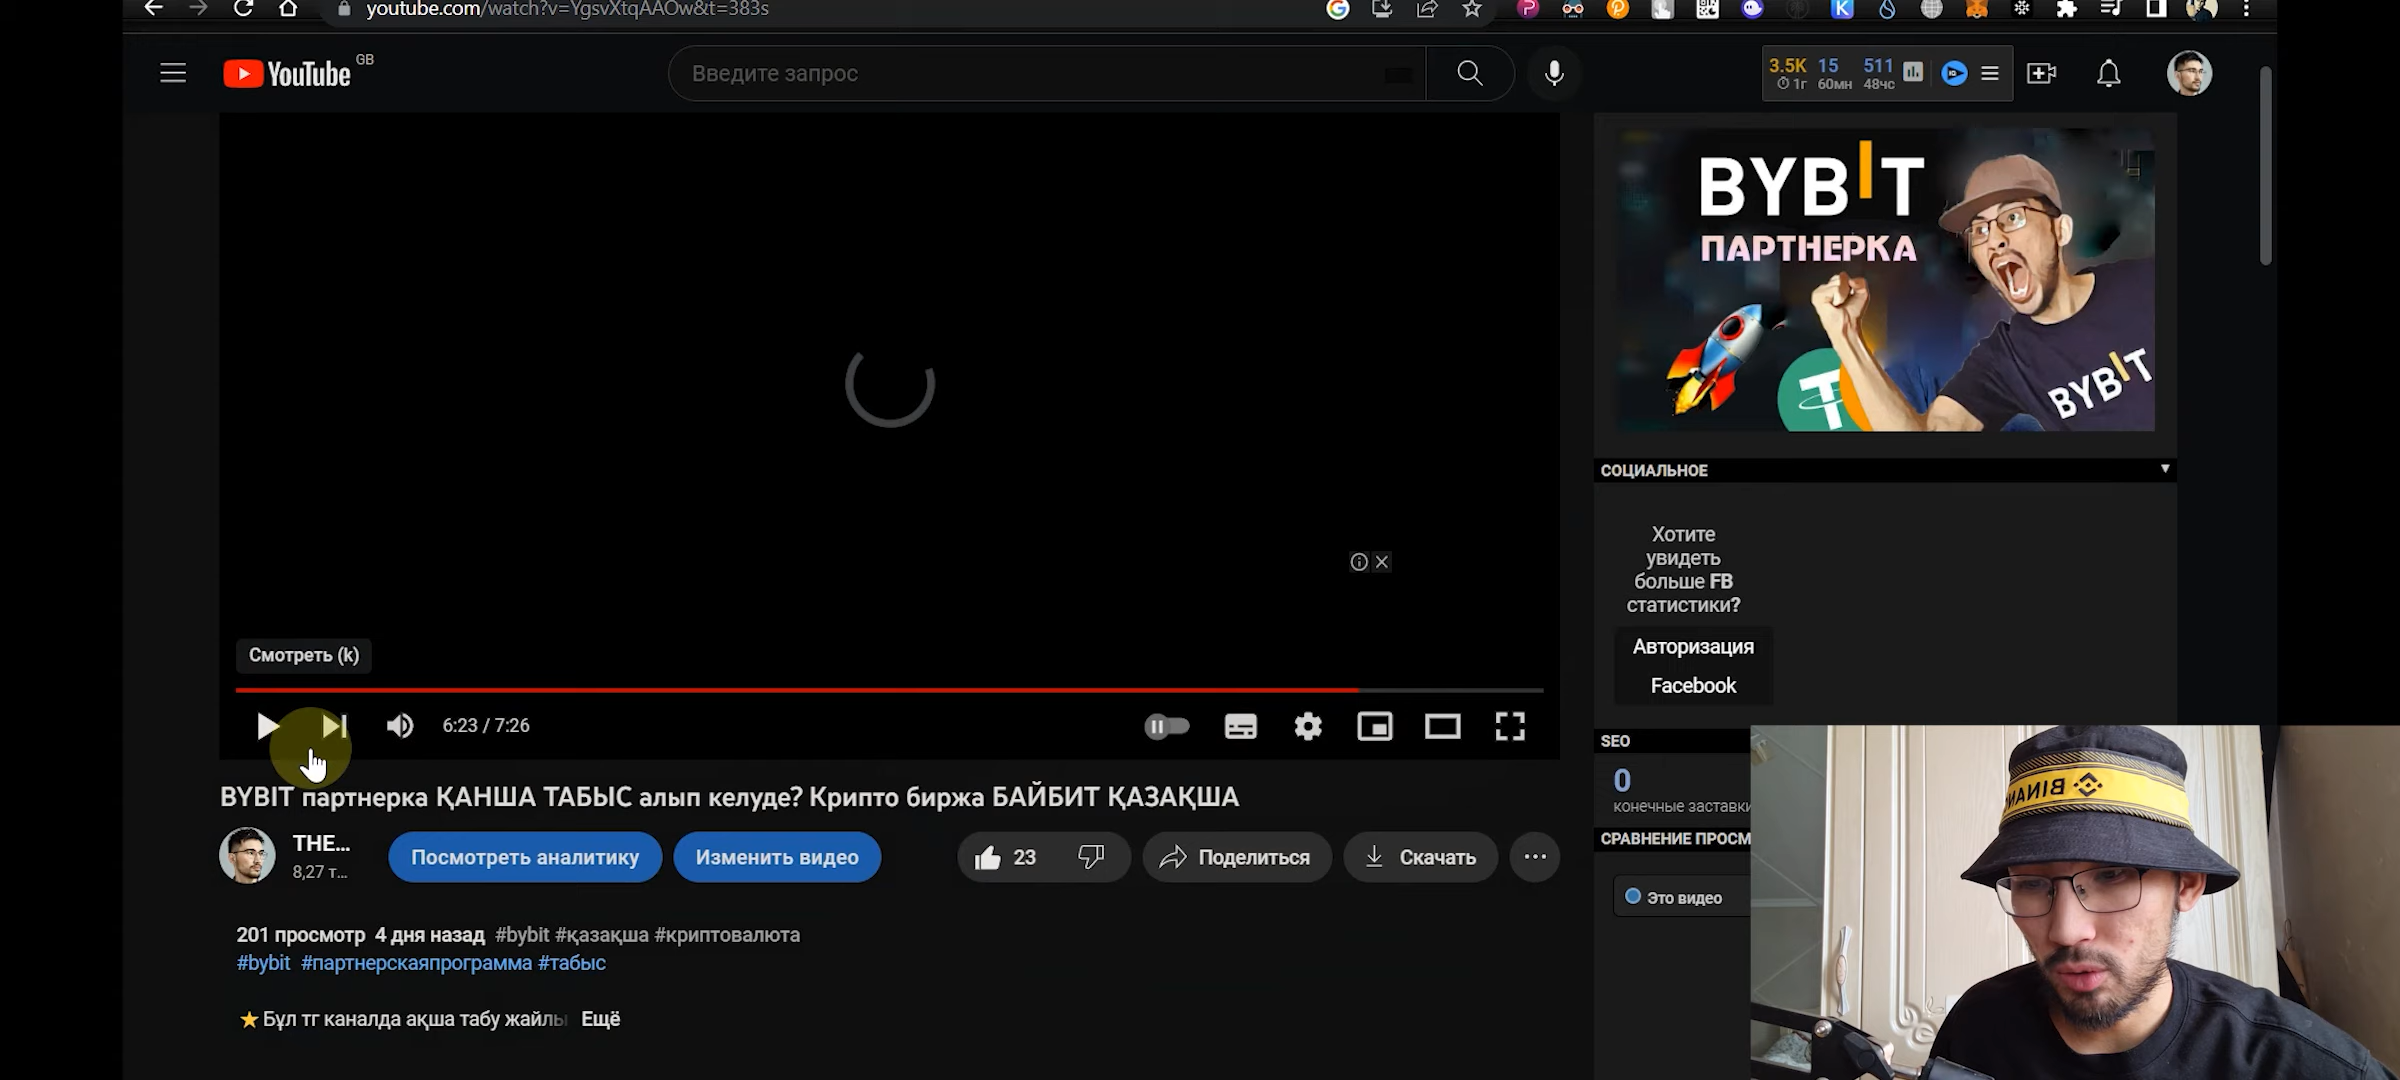 youtube.com/watch?v=YgsvXtqAAOw&t=383s
YouTube GB
Введите запрос
3.5K 15 511
1г 60мн 48чс
BYBIT
ПАРТНЕРКА
BYBIT
СОЦИАЛЬНОЕ
Хотите
увидеть
больше FB
статистики?
Авторизация
Facebook
Смотреть (k)
6:23 / 7:26
SEO
0
конечные заставки
СРАВНЕНИЕ ПРОСМ
Это видео
BYBIT партнерка ҚАНША ТАБЫС алып келуде? Крипто биржа БАЙБИТ ҚАЗАҚША
THE...
8,27 т...
Посмотреть аналитику
Изменить видео
23
Поделиться
Скачать
201 просмотр 4 дня назад #bybit #қазақша #криптовалюта
#bybit #партнерскаяпрограмма #табыс
Бұл тг каналда ақша табу жайлы Ещё
BINAN